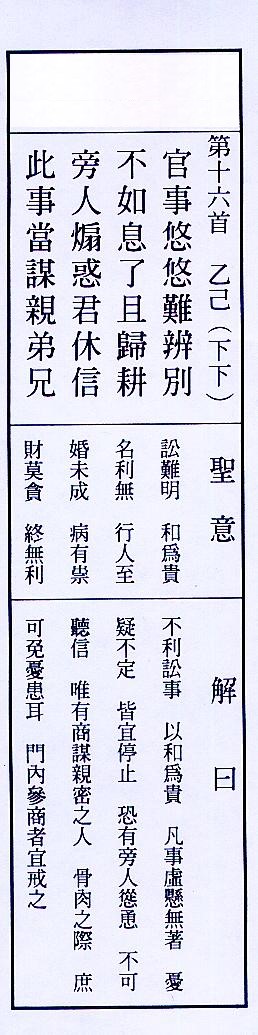 第十六首　乙己（下下）
官事悠悠難辨別
不如息了且歸耕
旁人煽惑君休信
此事當謀親弟兄
聖意
訟難明　和為貴
名利無　行人至
婚未成　病有祟
財莫貪　終無利
解曰
不利訟事　以和為貴　凡事虛懸無著　憂
疑不定　皆宜停止　恐有旁人慫恿　不可
聽信　唯有商謀親密之人　骨肉之際　庶
可免憂患耳　門內參商者宜戒之